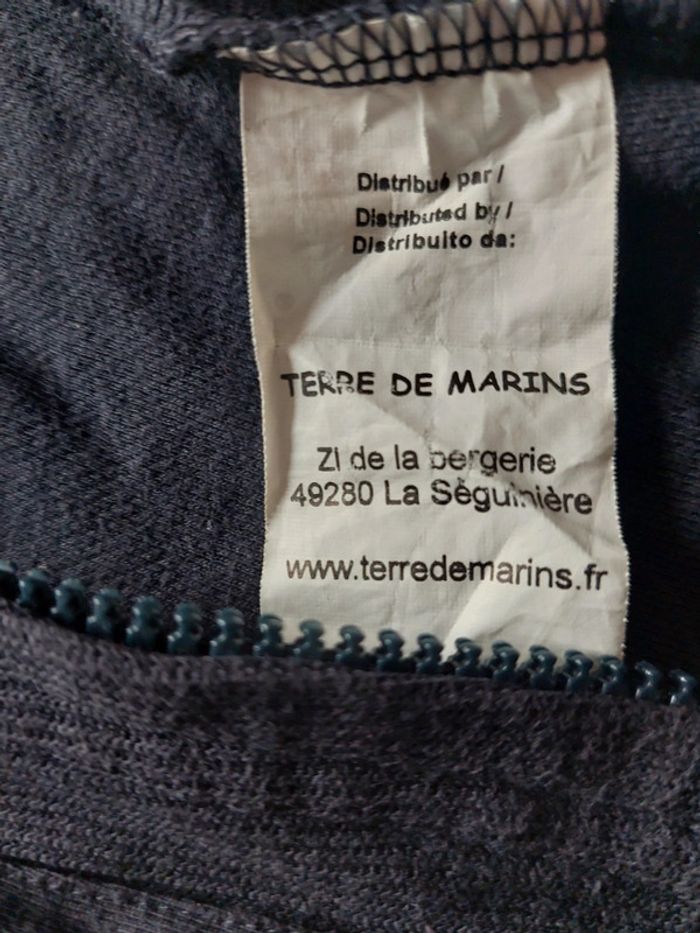 Distribué par /
Distributed by /
Distribuito da:
TERRE DE MARINS
ZI de la bergerie
49280 La Séguinière
www.terredemarins.fr